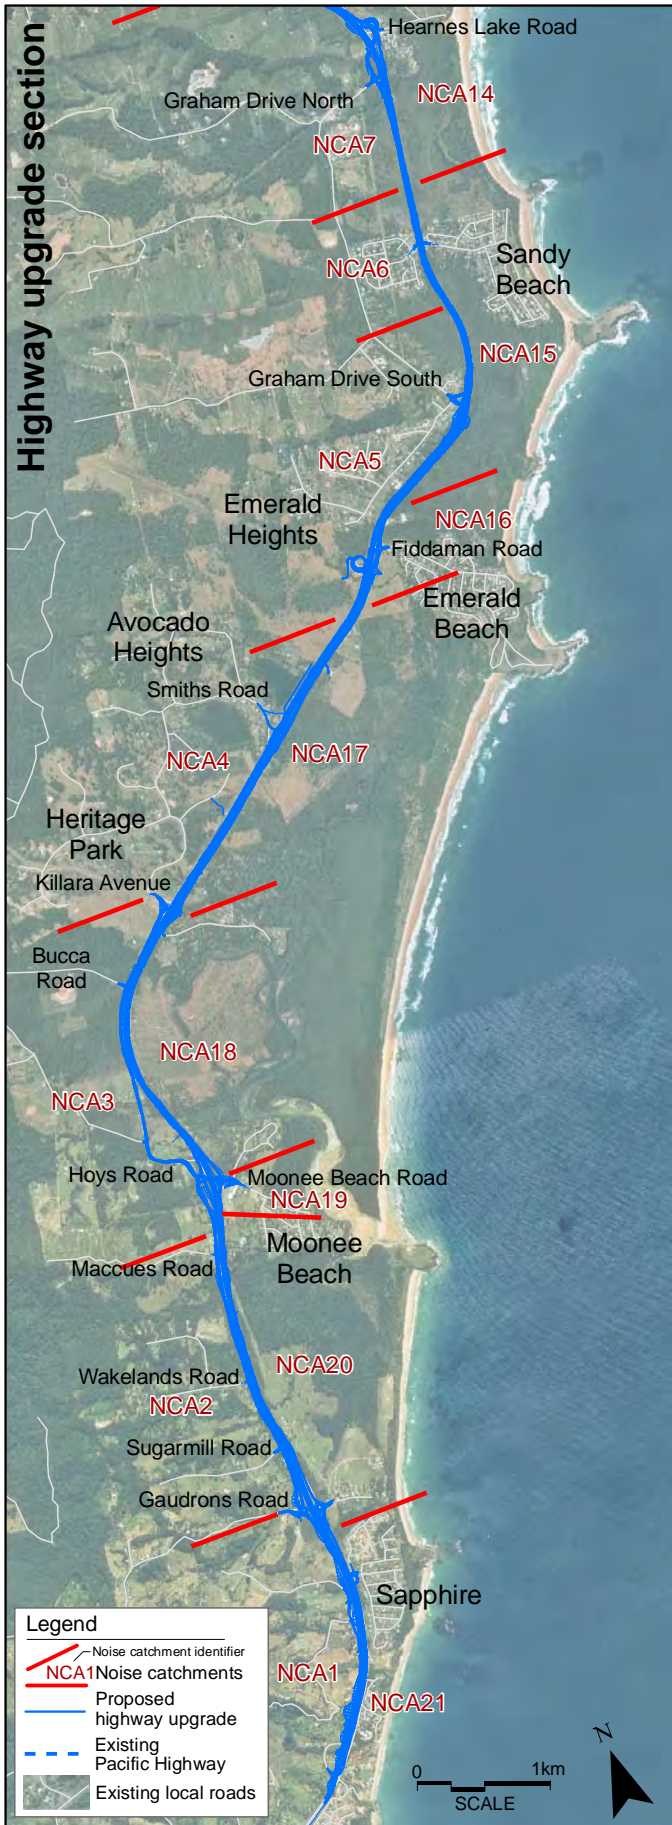 Highway upgrade section
Hearnes Lake Road
NCA14
Graham Drive North
NCA7
Sandy
Beach
NCA6
NCA15
Graham Drive South
NCA5
Emerald
Heights
NCA16
Fiddaman Road
Emerald
Beach
Avocado
Heights
Smiths Road
NCA17
NCA4
Heritage
Park
Killara Avenue
Bucca
Road
NCA18
NCA3
Hoys Road
Moonee Beach Road
NCA19
Moonee
Beach
Maccues Road
NCA20
Wakelands Road
NCA2
Sugarmill Road
Gaudrons Road
Sapphire
NCA1
NCA21
Legend
Noise catchment identifier
NCA1 Noise catchments
Proposed
highway upgrade
Existing
Pacific Highway
Existing local roads
N
0 1km
SCALE